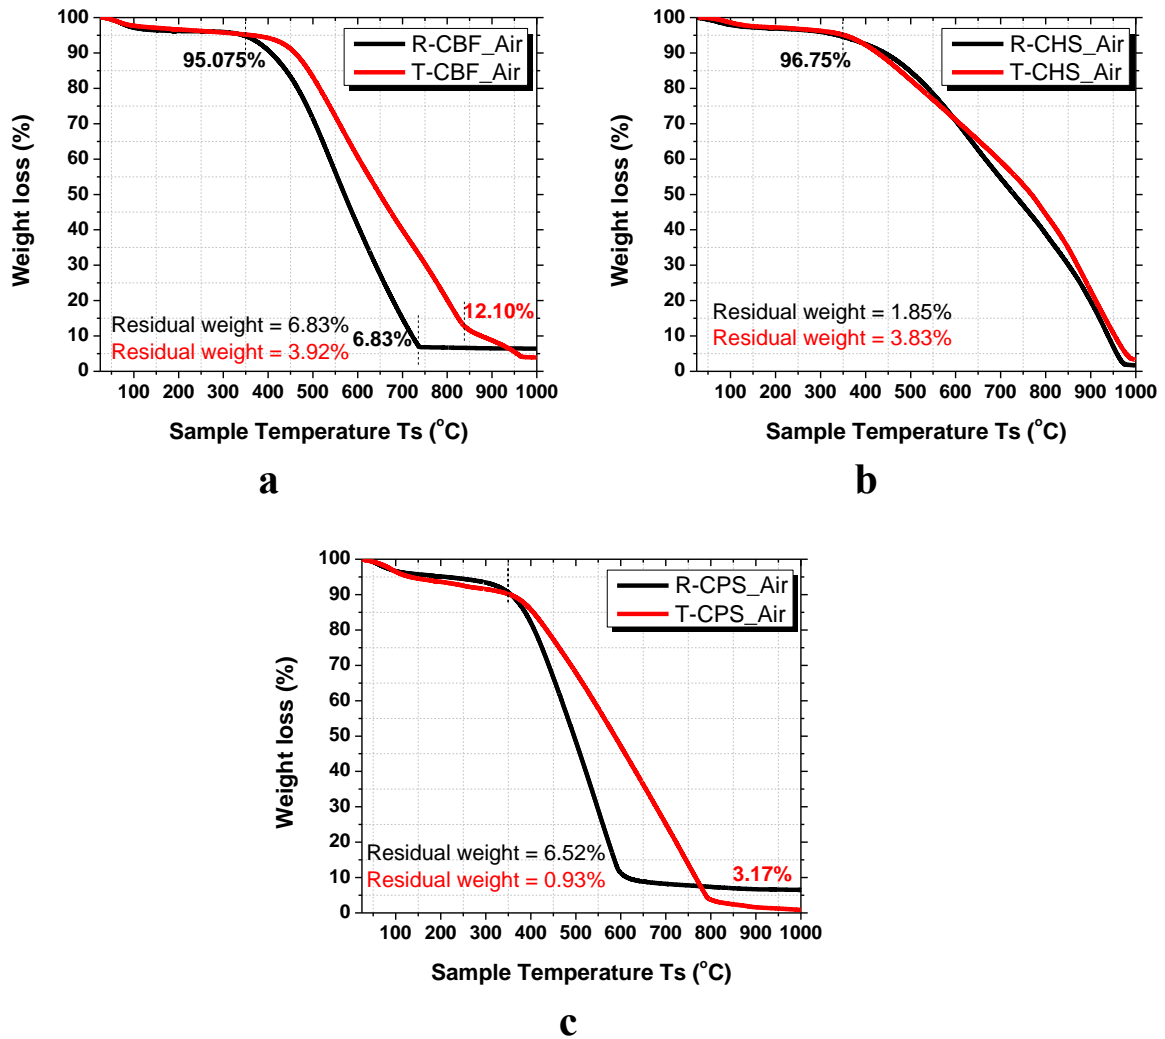 100
90
80
70
60
50
40
30
20
10
0
Weight loss (%)
R-CBF_Air
T-CBF_Air
95.075%
12.10%
6.83%
Residual weight = 6.83%
Residual weight = 3.92%
100 200 300 400 500 600 700 800 900 1000
Sample Temperature Ts (°C)
a
100
90
80
70
60
50
40
30
20
10
0
Weight loss (%)
R-CHS_Air
T-CHS_Air
96.75%
Residual weight = 1.85%
Residual weight = 3.83%
100 200 300 400 500 600 700 800 900 1000
Sample Temperature Ts (°C)
b
100
90
80
70
60
50
40
30
20
10
0
Weight loss (%)
R-CPS_Air
T-CPS_Air
Residual weight = 6.52%
Residual weight = 0.93%
3.17%
100 200 300 400 500 600 700 800 900 1000
Sample Temperature Ts (°C)
c